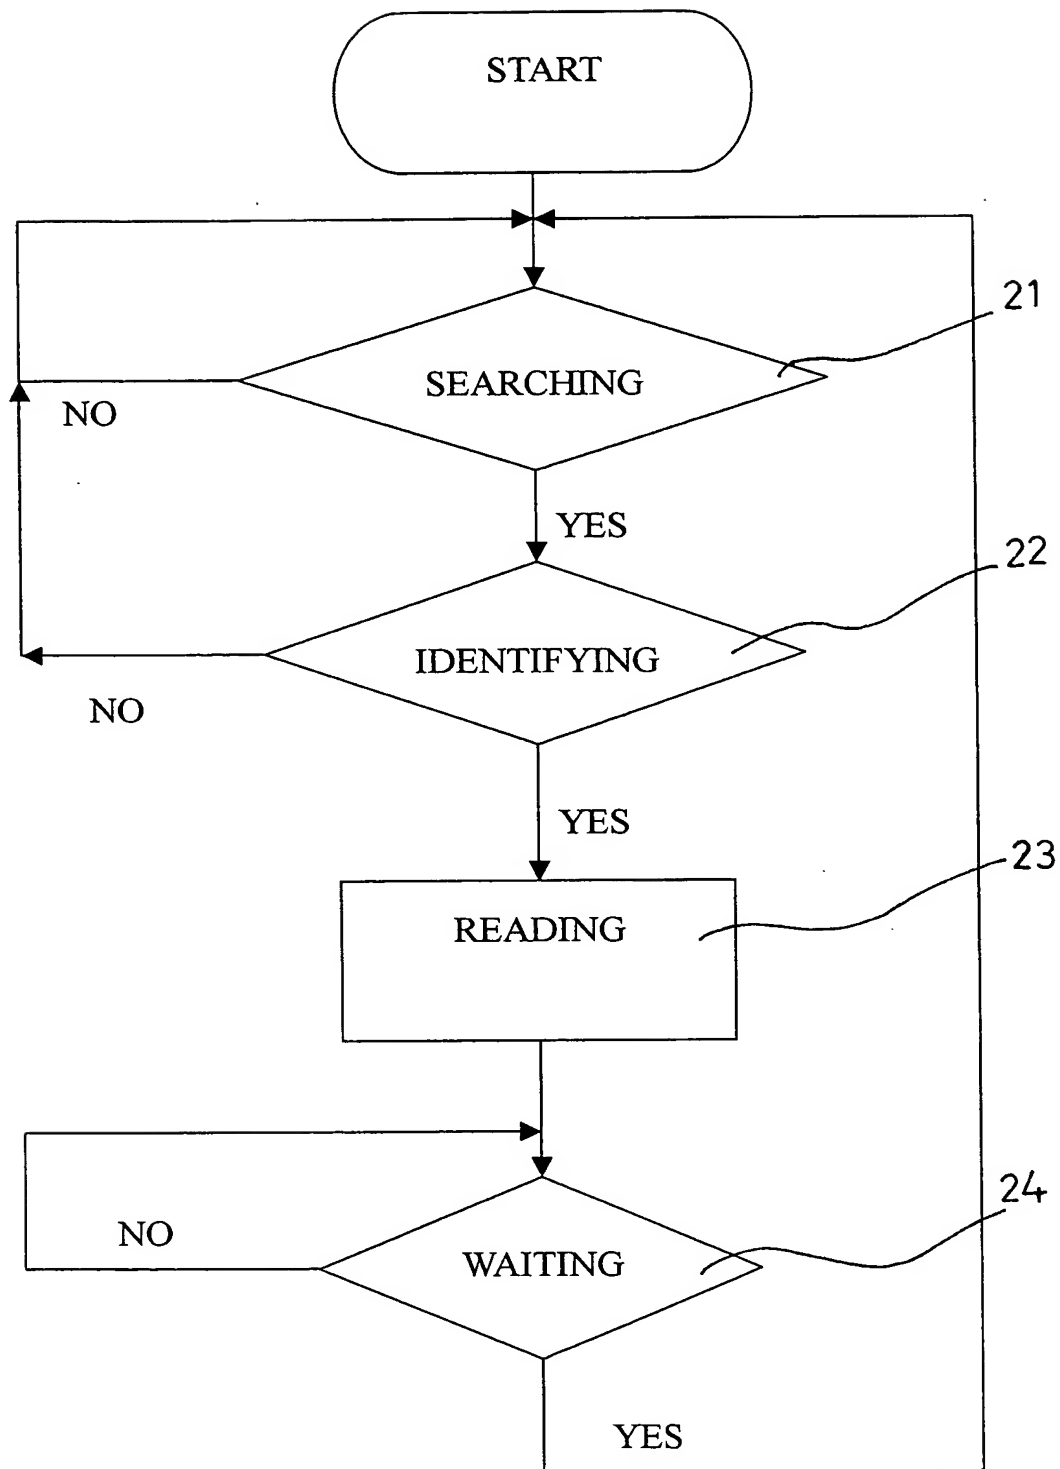 START
21
SEARCHING
NO
YES
22
IDENTIFYING
NO
YES
23
READING
24
NO
WAITING
YES